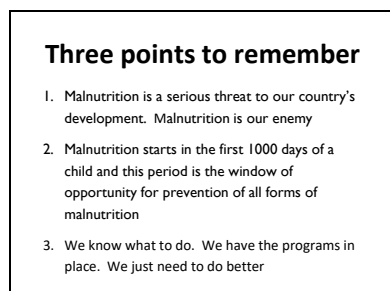 Three points to remember
1. Malnutrition is a serious threat to our country's
development. Malnutrition is our enemy
2. Malnutrition starts in the first 1000 days of a
child and this period is the window of
opportunity for prevention of all forms of
malnutrition
3. We know what to do. We have the programs in
place. We just need to do better